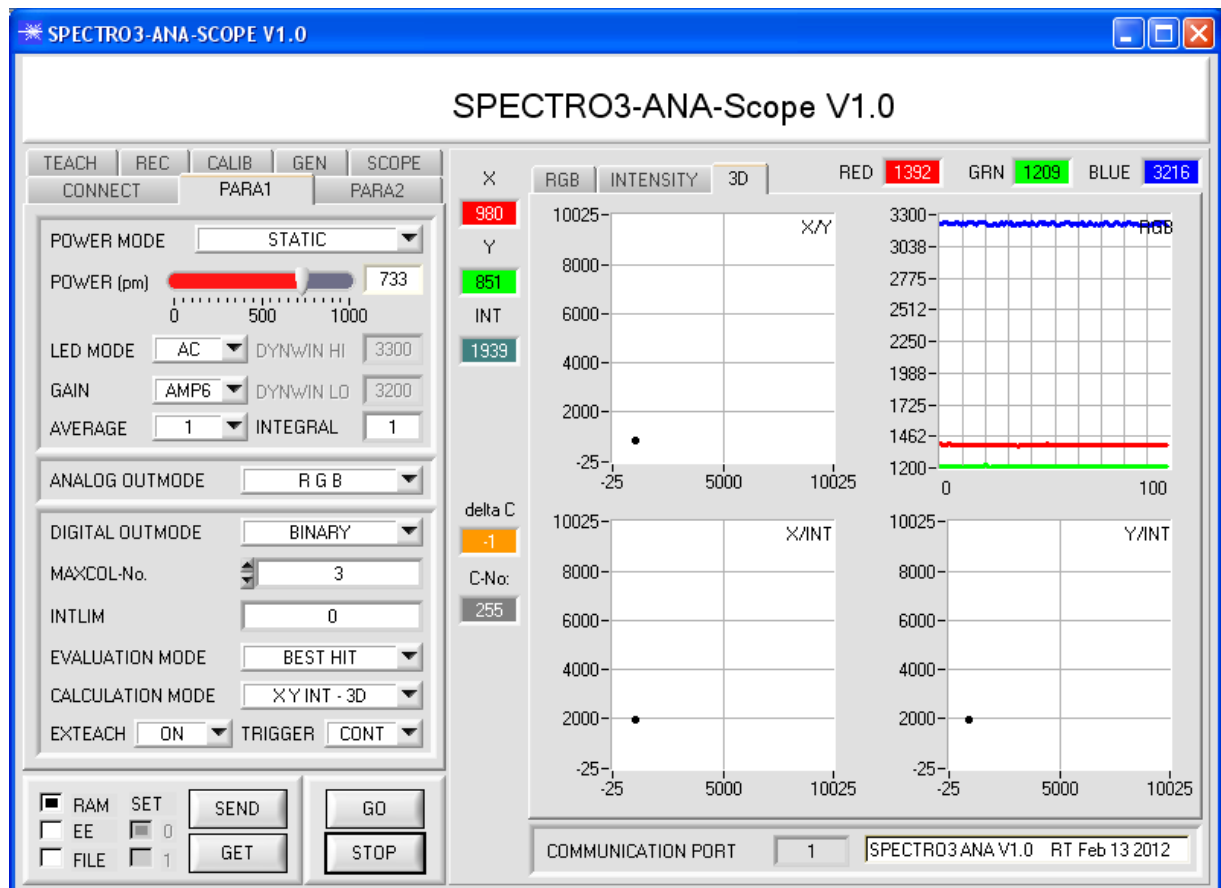 SPECTRO3-ANA-SCOPE V1.0
SPECTRO3-ANA-Scope V1.0
TEACH REC CALIB GEN SCOPE
CONNECT PARA1 PARA2
POWER MODE STATIC
POWER (pm) 733
0 500 1000
LED MODE AC DYNWIN HI 3300
GAIN AMP6 DYNWIN LO 3200
AVERAGE 1 INTEGRAL 1
ANALOG OUTMODE R G B
DIGITAL OUTMODE BINARY
MAXCOL-No. 3
INTLIM 0
EVALUATION MODE BEST HIT
CALCULATION MODE X Y INT - 3D
EXTEACH ON TRIGGER CONT
RAM SET SEND GO
EE 0
FILE 1 GET STOP
X
980
Y
851
INT
1939
delta C
-1
C-No:
255
RGB INTENSITY 3D
RED 1392 GRN 1209 BLUE 3216
X/Y
10025
8000
6000
4000
2000
-25
-25 5000 10025
RGB
3300
3038
2775
2512
2250
1988
1725
1462
1200
0 100
X/INT
10025
8000
6000
4000
2000
-25
-25 5000 10025
Y/INT
10025
8000
6000
4000
2000
-25
-25 5000 10025
COMMUNICATION PORT 1 SPECTRO3 ANA V1.0 RT Feb 13 2012